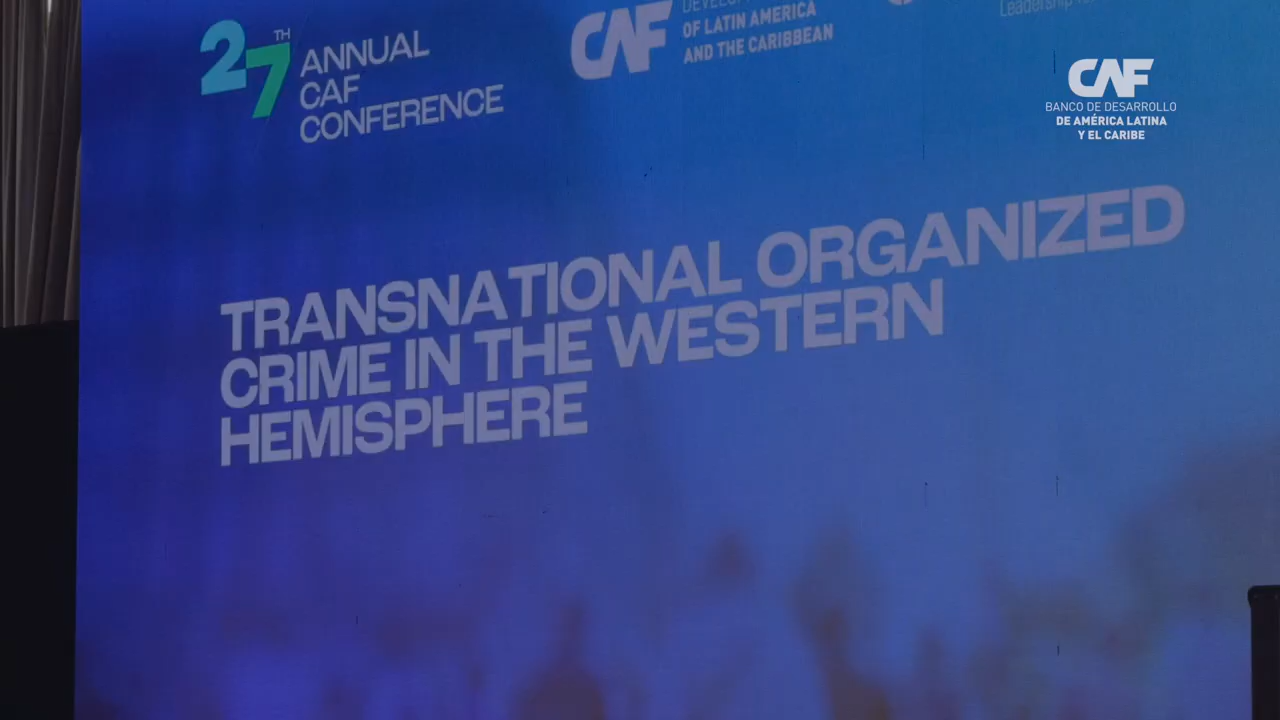 27TH
ANNUAL
CAF
CONFERENCE
CAF
OF LATIN AMERICA
AND THE CARIBBEAN
Leadership
CAF
BANCO DE DESARROLLO
DE AMÉRICA LATINA
Y EL CARIBE
TRANSNATIONAL ORGANIZED
CRIME IN THE WESTERN
HEMISPHERE